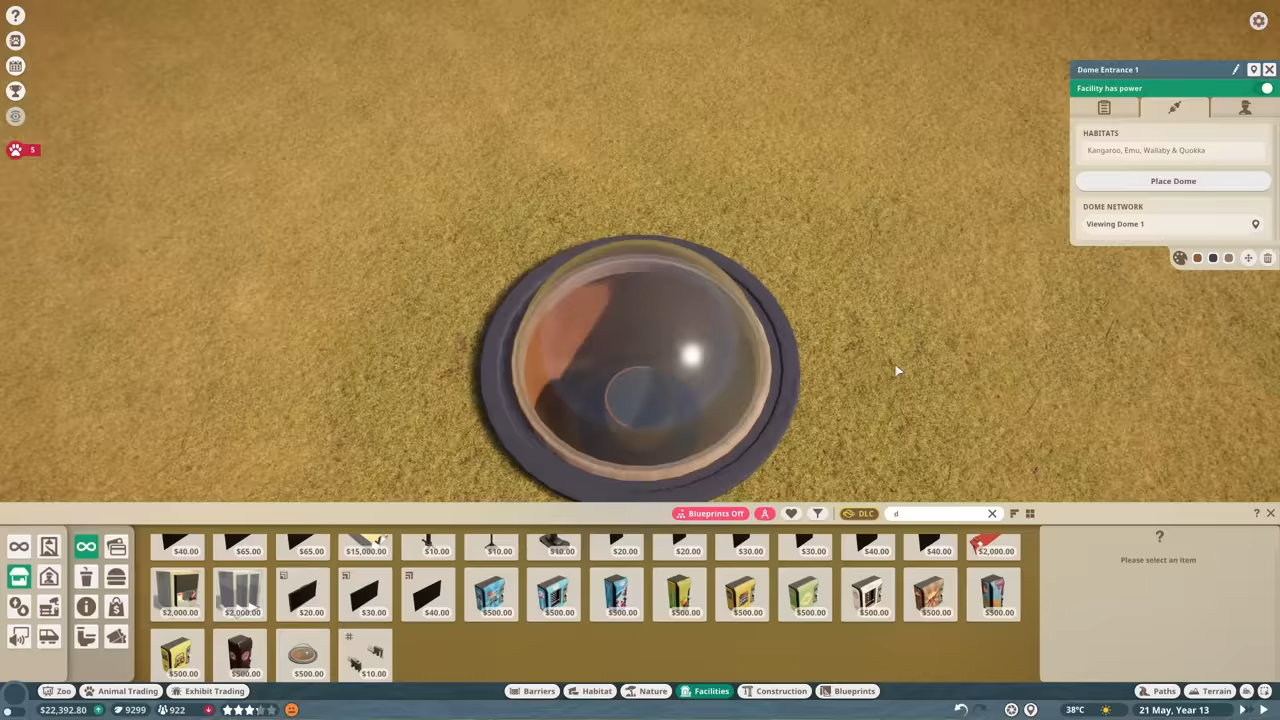 ?
Dome Entrance 1
Facility has power
5
HABITATS
Kangaroo, Emu, Wallaby & Quokka
Place Dome
DOME NETWORK
Viewing Dome 1
Blueprints Off
DLC
d
?
$40.00
$65.00
$65.00
$15,000.00
$10.00
$10.00
$10.00
$20.00
$20.00
$30.00
$30.00
$40.00
$40.00
$2,000.00
?
Please select an item
$2,000.00
$2,000.00
$20.00
$30.00
$40.00
$500.00
$500.00
$500.00
$500.00
$500.00
$500.00
$500.00
$500.00
$500.00
$500.00
$500.00
$500.00
$10.00
Zoo
Animal Trading
Exhibit Trading
Barriers
Habitat
Nature
Facilities
Construction
Blueprints
Paths
Terrain
$22,392.80
9299
922
38°C
21 May, Year 13